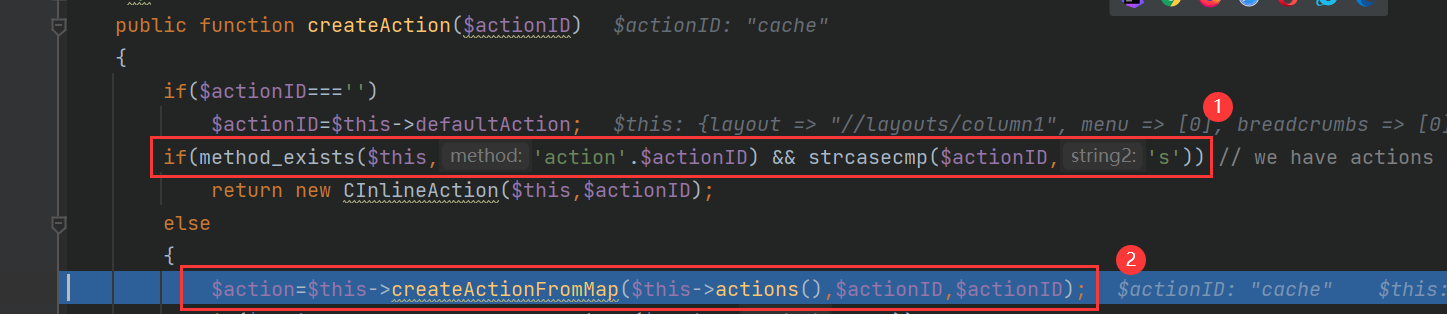 public function createAction($actionID) $actionID: "cache"
{
if($actionID==='')
$actionID=$this->defaultAction; $this: {layout => "//layouts/column1", menu => [0], breadcrumbs => [0]
1
if(method_exists($this, method: 'action'.$actionID) && strcasecmp($actionID, string2: 's')) // we have actions
return new CInlineAction($this,$actionID);
else
{
2
$action=$this->createActionFromMap($this->actions(),$actionID,$actionID); $actionID: "cache" $this: